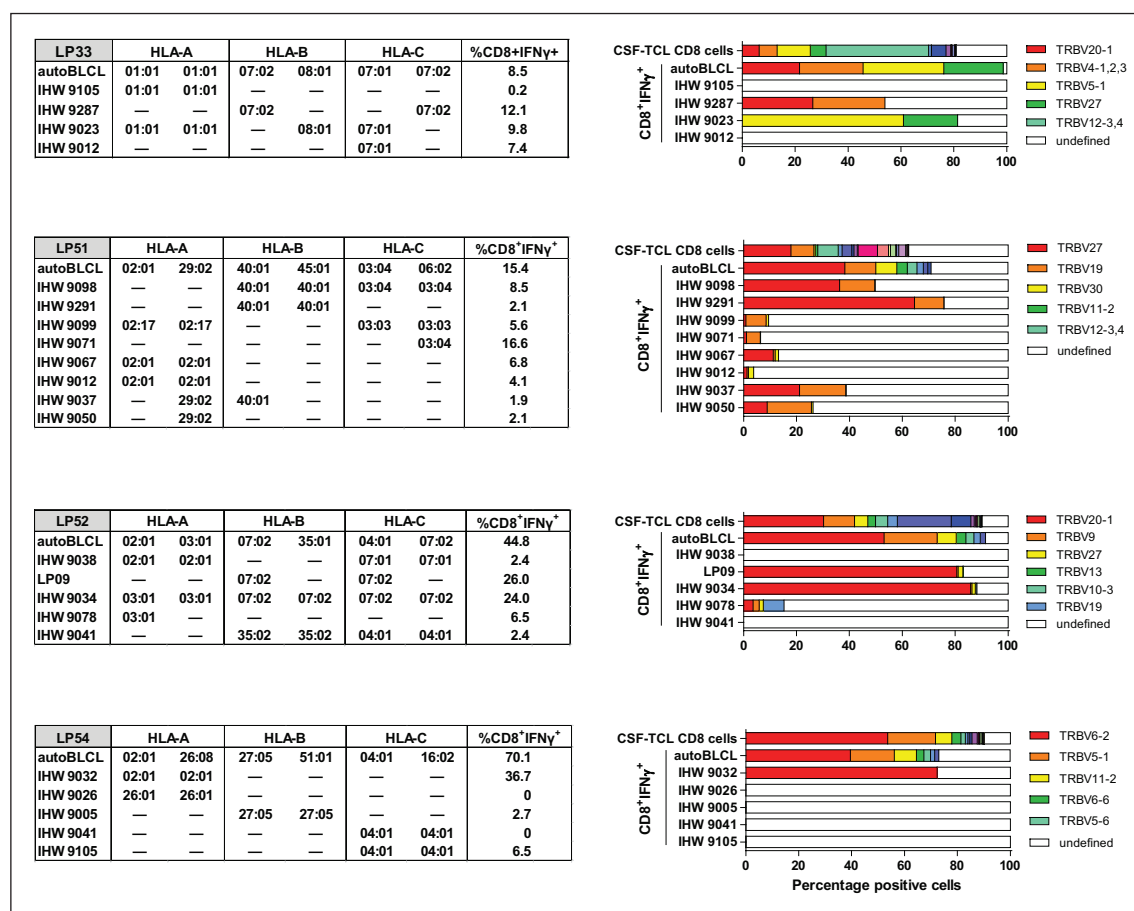 LP33 HLA-A HLA-B HLA-C %CD8+IFNγ+
autoBLCL 01:01 01:01 07:02 08:01 07:01 07:02 8.5
IHW 9105 01:01 01:01 — — — — 0.2
IHW 9287 — — 07:02 — — 07:02 12.1
IHW 9023 01:01 01:01 — 08:01 07:01 — 9.8
IHW 9012 — — — — 07:01 — 7.4
CSF-TCL CD8 cells
autoBLCL
IHW 9105
IHW 9287
IHW 9023
IHW 9012
CD8+IFNγ+
0 20 40 60 80 100
TRBV20-1
TRBV4-1,2,3
TRBV5-1
TRBV27
TRBV12-3,4
undefined
LP51 HLA-A HLA-B HLA-C %CD8+IFNγ+
autoBLCL 02:01 29:02 40:01 45:01 03:04 06:02 15.4
IHW 9098 — — 40:01 40:01 03:04 03:04 8.5
IHW 9291 — — 40:01 40:01 — — 2.1
IHW 9099 02:17 02:17 — — 03:03 03:03 5.6
IHW 9071 — — — — — 03:04 16.6
IHW 9067 02:01 02:01 — — — — 6.8
IHW 9012 02:01 02:01 — — — — 4.1
IHW 9037 — 29:02 40:01 — — — 1.9
IHW 9050 — 29:02 — — — — 2.1
CSF-TCL CD8 cells
autoBLCL
IHW 9098
IHW 9291
IHW 9099
IHW 9071
IHW 9067
IHW 9012
IHW 9037
IHW 9050
CD8+IFNγ+
0 20 40 60 80 100
TRBV27
TRBV19
TRBV30
TRBV11-2
TRBV12-3,4
undefined
LP52 HLA-A HLA-B HLA-C %CD8+IFNγ+
autoBLCL 02:01 03:01 07:02 35:01 04:01 07:02 44.8
IHW 9038 02:01 02:01 — — 07:01 07:01 2.4
LP09 — — 07:02 — 07:02 — 26.0
IHW 9034 03:01 03:01 07:02 07:02 07:02 07:02 24.0
IHW 9078 03:01 — — — — — 6.5
IHW 9041 — — 35:02 35:02 04:01 04:01 2.4
CSF-TCL CD8 cells
autoBLCL
IHW 9038
LP09
IHW 9034
IHW 9078
IHW 9041
CD8+IFNγ+
0 20 40 60 80 100
TRBV20-1
TRBV9
TRBV27
TRBV13
TRBV10-3
TRBV19
undefined
LP54 HLA-A HLA-B HLA-C %CD8+IFNγ+
autoBLCL 02:01 26:08 27:05 51:01 04:01 16:02 70.1
IHW 9032 02:01 02:01 — — — — 36.7
IHW 9026 26:01 26:01 — — — — 0
IHW 9005 — — 27:05 27:05 — — 2.7
IHW 9041 — — — — 04:01 04:01 0
IHW 9105 — — — — 04:01 04:01 6.5
CSF-TCL CD8 cells
autoBLCL
IHW 9032
IHW 9026
IHW 9005
IHW 9041
IHW 9105
CD8+IFNγ+
0 20 40 60 80 100
Percentage positive cells
TRBV6-2
TRBV5-1
TRBV11-2
TRBV6-6
TRBV5-6
undefined